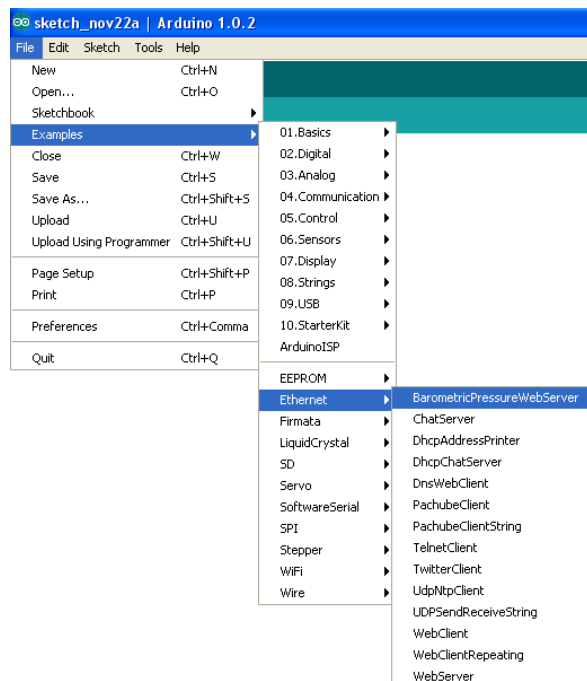 sketch_nov22a | Arduino 1.0.2
File Edit Sketch Tools Help
New Ctrl+N
Open... Ctrl+O
Sketchbook
Examples
Close Ctrl+W
Save Ctrl+S
Save As... Ctrl+Shift+S
Upload Ctrl+U
Upload Using Programmer Ctrl+Shift+U
Page Setup Ctrl+Shift+P
Print Ctrl+P
Preferences Ctrl+Comma
Quit Ctrl+Q
01.Basics
02.Digital
03.Analog
04.Communication
05.Control
06.Sensors
07.Display
08.Strings
09.USB
10.StarterKit
ArduinoISP
EEPROM
Ethernet
Firmata
LiquidCrystal
SD
Servo
SoftwareSerial
SPI
Stepper
WiFi
Wire
BarometricPressureWebServer
ChatServer
DhcpAddressPrinter
DhcpChatServer
DnsWebClient
PachubeClient
PachubeClientString
TelnetClient
TwitterClient
UdpNtpClient
UDPSendReceiveString
WebClient
WebClientRepeating
WebServer